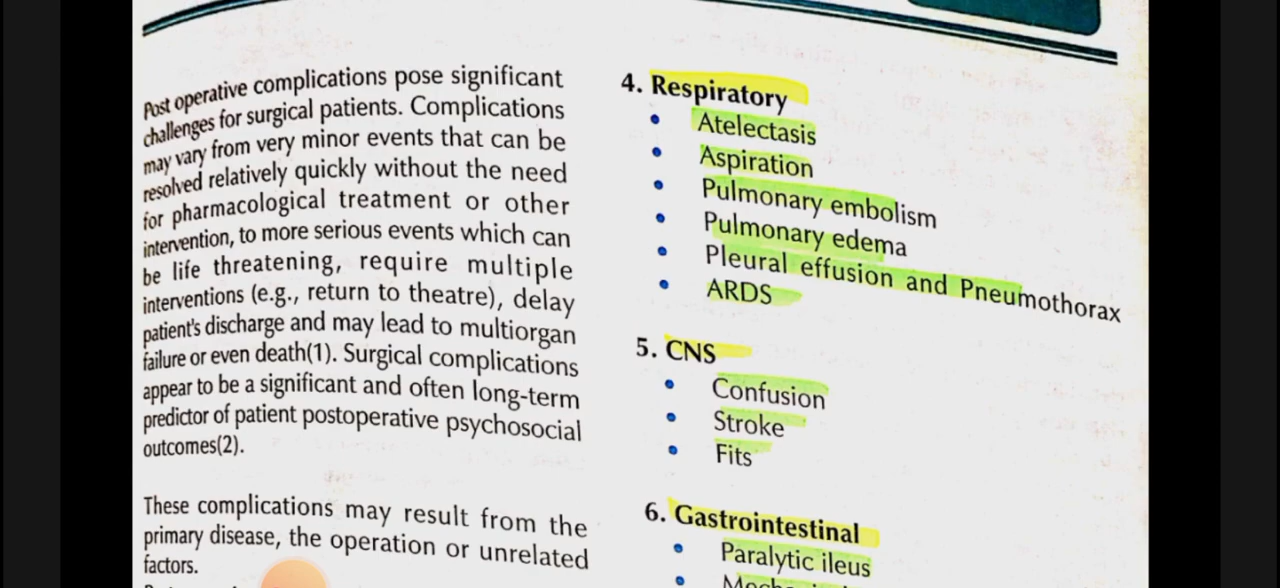 Post operative complications pose significant
challenges for surgical patients. Complications
may vary from very minor events that can be
resolved relatively quickly without the need
for pharmacological treatment or other
intervention, to more serious events which can
be life threatening, require multiple
interventions (e.g., return to theatre), delay
patient's discharge and may lead to multiorgan
failure or even death(1). Surgical complications
appear to be a significant and often long-term
predictor of patient postoperative psychosocial
outcomes(2).
These complications may result from the
primary disease, the operation or unrelated
factors.
4. Respiratory
• Atelectasis
• Aspiration
• Pulmonary embolism
• Pulmonary edema
• Pleural effusion and Pneumothorax
• ARDS
5. CNS
• Confusion
• Stroke
• Fits
6. Gastrointestinal
• Paralytic ileus
•